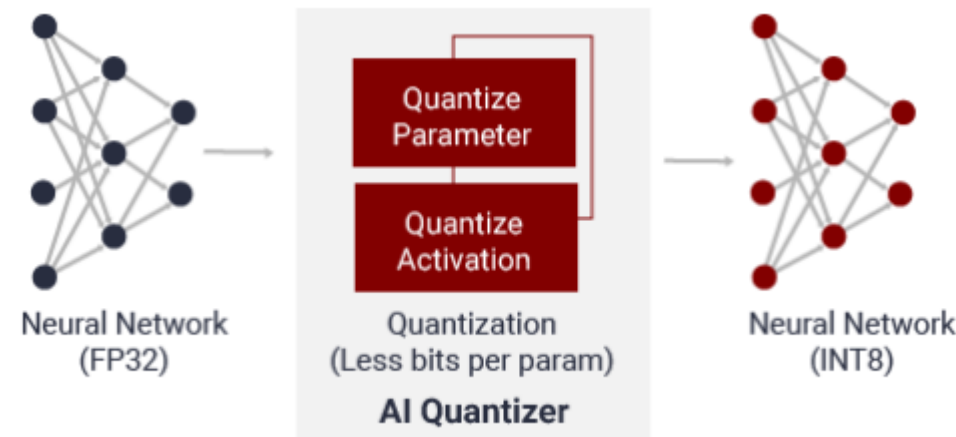 Quantize
Parameter
Quantize
Activation
Neural Network
(FP32)
Quantization
(Less bits per param)
AI Quantizer
Neural Network
(INT8)